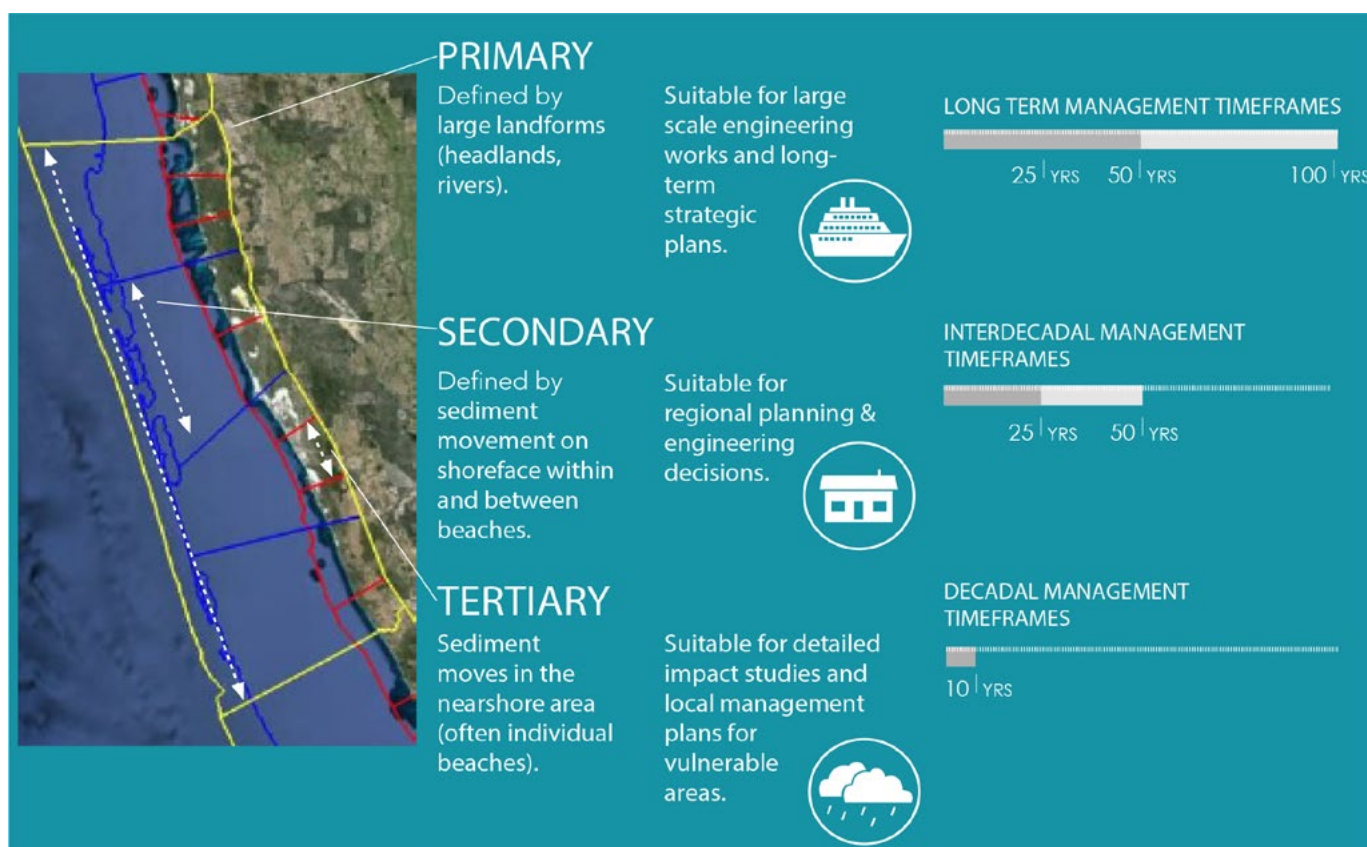 PRIMARY
Defined by
large landforms
(headlands,
rivers).
Suitable for large
scale engineering
works and long-
term
strategic
plans.
LONG TERM MANAGEMENT TIMEFRAMES
25 YRS 50 YRS 100 YRS
SECONDARY
Defined by
sediment
movement on
shoreface within
and between
beaches.
Suitable for
regional planning &
engineering
decisions.
INTERDECADAL MANAGEMENT
TIMEFRAMES
25 YRS 50 YRS
TERTIARY
Sediment
moves in the
nearshore area
(often individual
beaches).
Suitable for detailed
impact studies and
local management
plans for
vulnerable
areas.
DECADAL MANAGEMENT
TIMEFRAMES
10 YRS